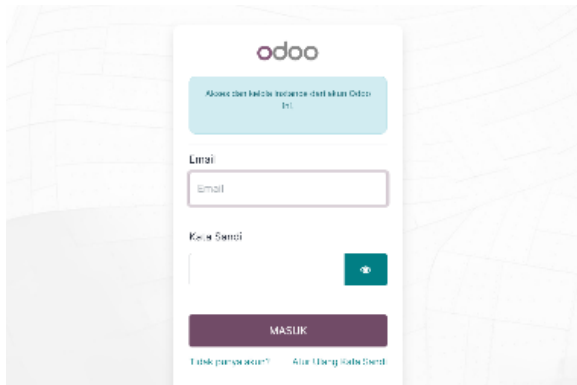 odoo
Akses dan kelola instance dari akun Odoo
Ini.
Email
Email
Kata Sandi
MASUK
Tidak punya akun? Atur Ulang Kata Sandi